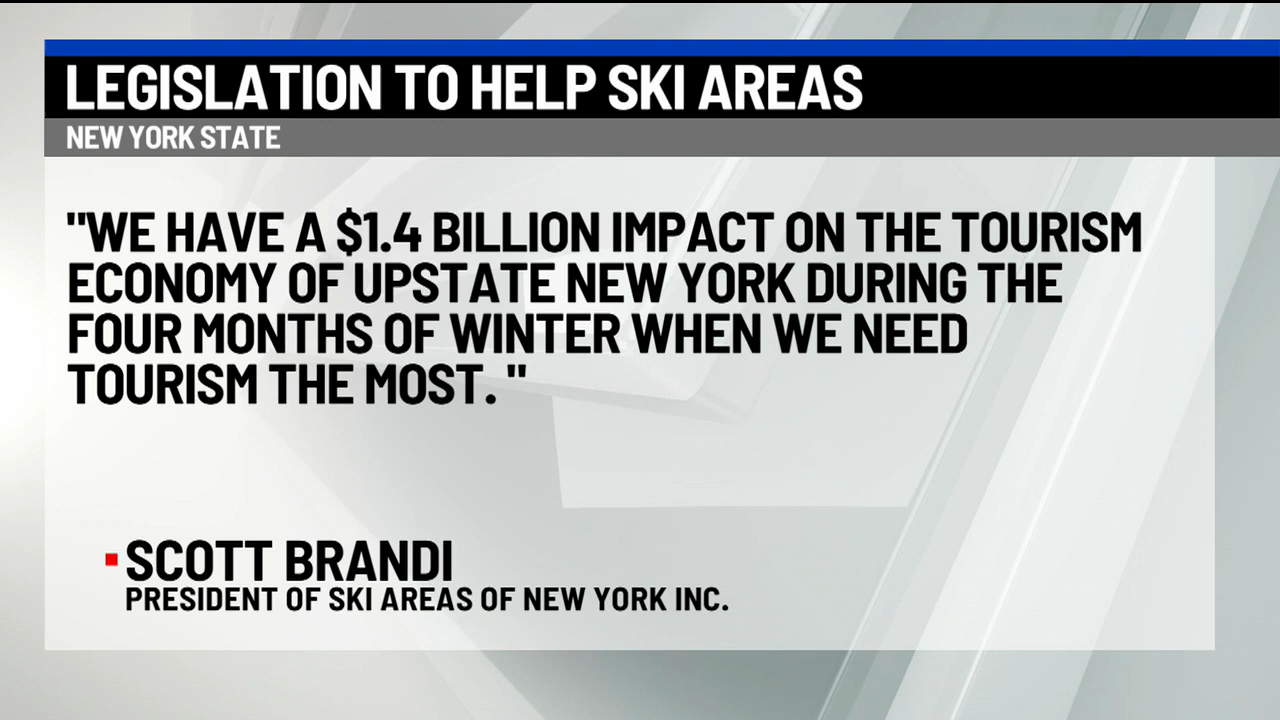 LEGISLATION TO HELP SKI AREAS
NEW YORK STATE
"WE HAVE A $1.4 BILLION IMPACT ON THE TOURISM
ECONOMY OF UPSTATE NEW YORK DURING THE
FOUR MONTHS OF WINTER WHEN WE NEED
TOURISM THE MOST. "
SCOTT BRANDI
PRESIDENT OF SKI AREAS OF NEW YORK INC.